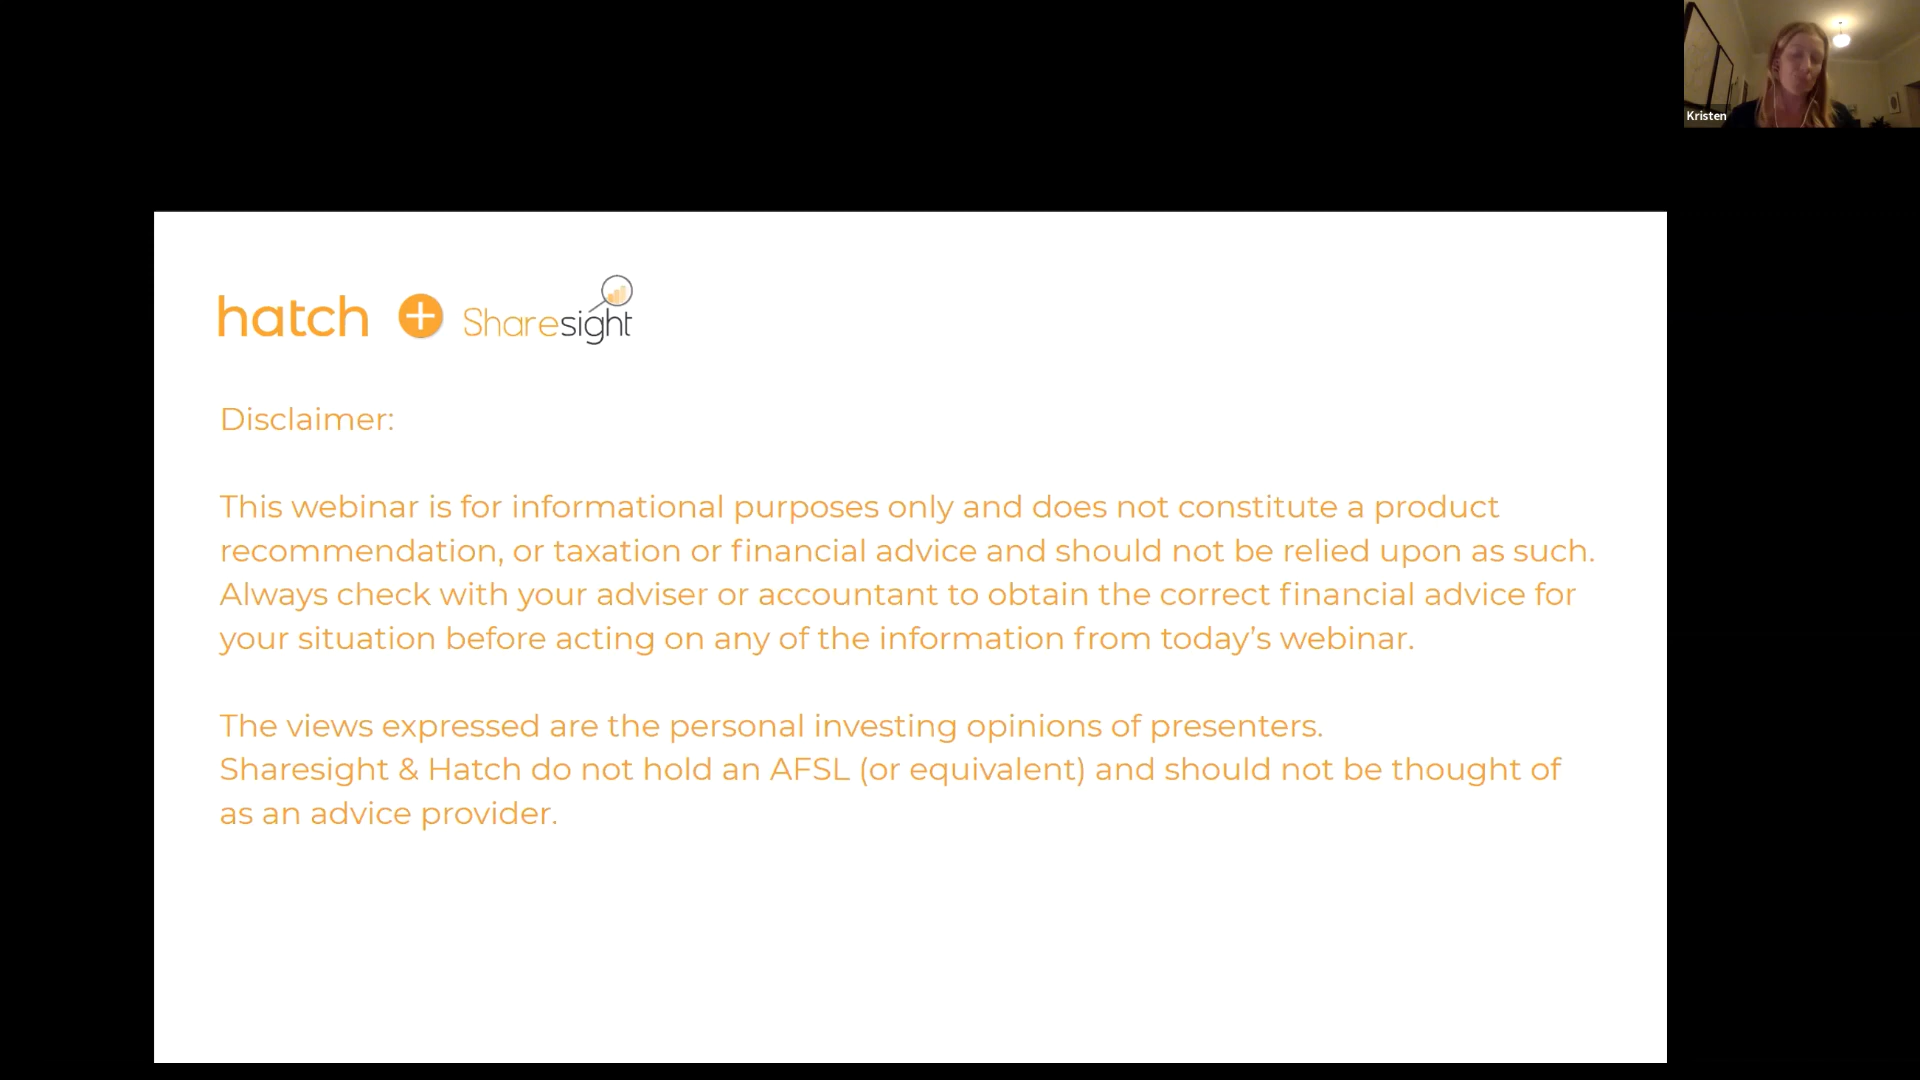 Kristen
hatch + Sharesight
Disclaimer:
This webinar is for informational purposes only and does not constitute a product
recommendation, or taxation or financial advice and should not be relied upon as such.
Always check with your adviser or accountant to obtain the correct financial advice for
your situation before acting on any of the information from today’s webinar.
The views expressed are the personal investing opinions of presenters.
Sharesight & Hatch do not hold an AFSL (or equivalent) and should not be thought of
as an advice provider.